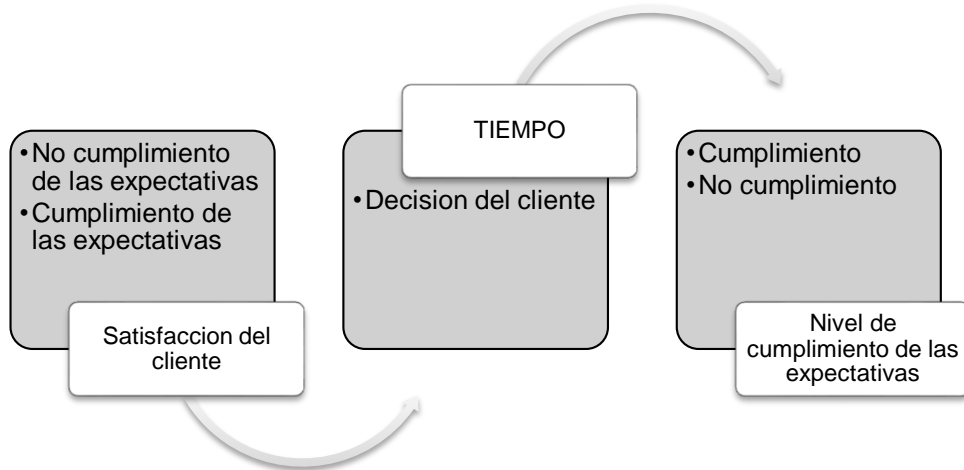 • No cumplimiento
de las expectativas
• Cumplimiento de
las expectativas
Satisfaccion del
cliente
TIEMPO
• Decision del cliente
• Cumplimiento
• No cumplimiento
Nivel de
cumplimiento de las
expectativas